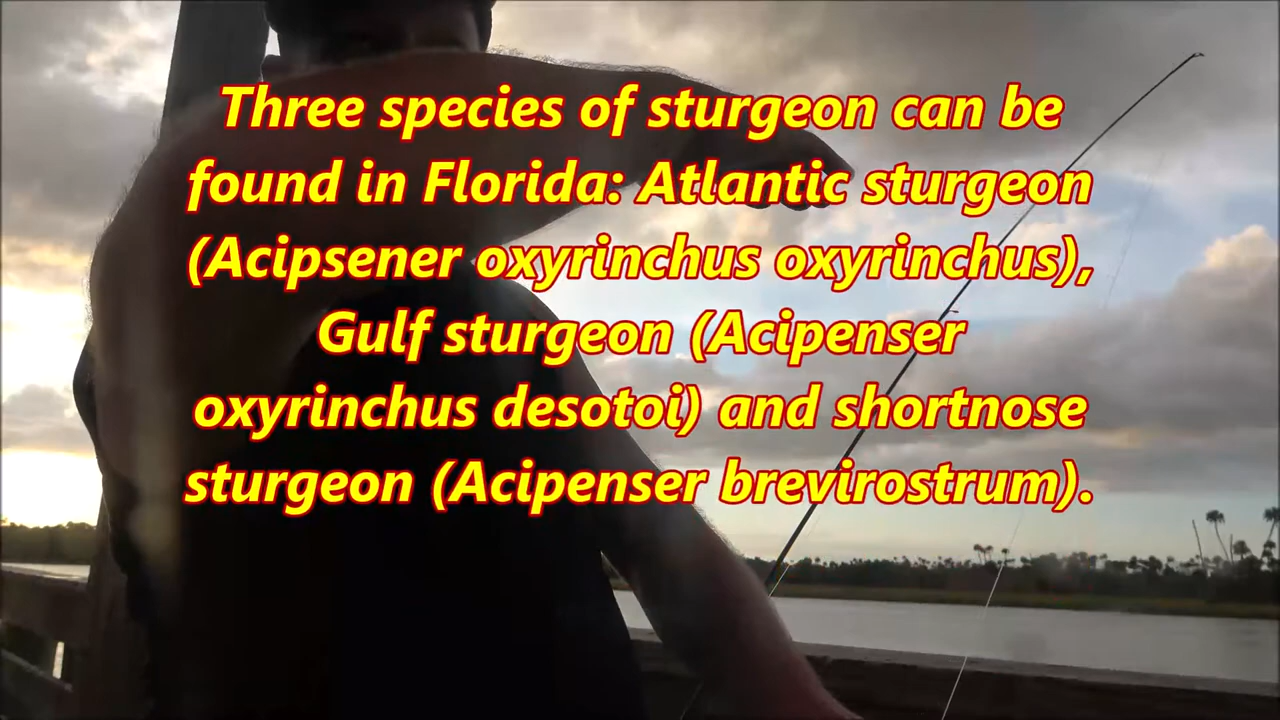 Three species of sturgeon can be
found in Florida: Atlantic sturgeon
(Acipsener oxyrinchus oxyrinchus),
Gulf sturgeon (Acipenser
oxyrinchus desotoi) and shortnose
sturgeon (Acipenser brevirostrum).